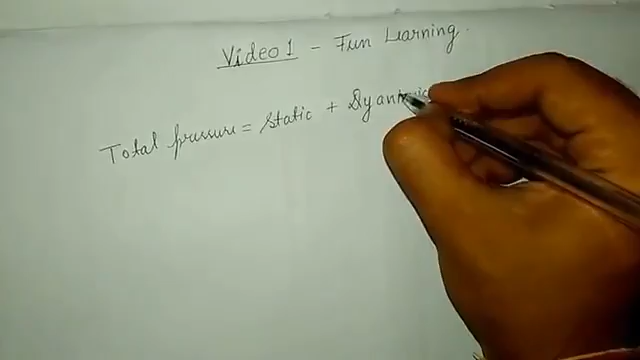 Video 1 - Fun Learning.
Total pressure = Static +